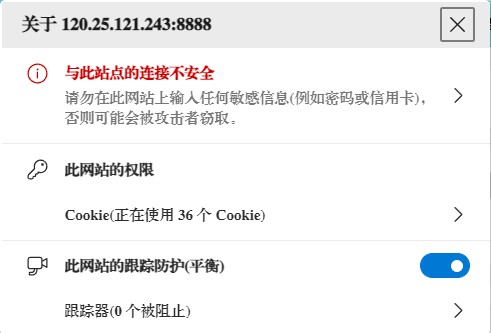 关于 120.25.121.243:8888
与此站点的连接不安全
请勿在此网站上输入任何敏感信息(例如密码或信用卡)，
否则可能会被攻击者窃取。
此网站的权限
Cookie(正在使用 36 个 Cookie)
此网站的跟踪防护(平衡)
跟踪器(0 个被阻止)